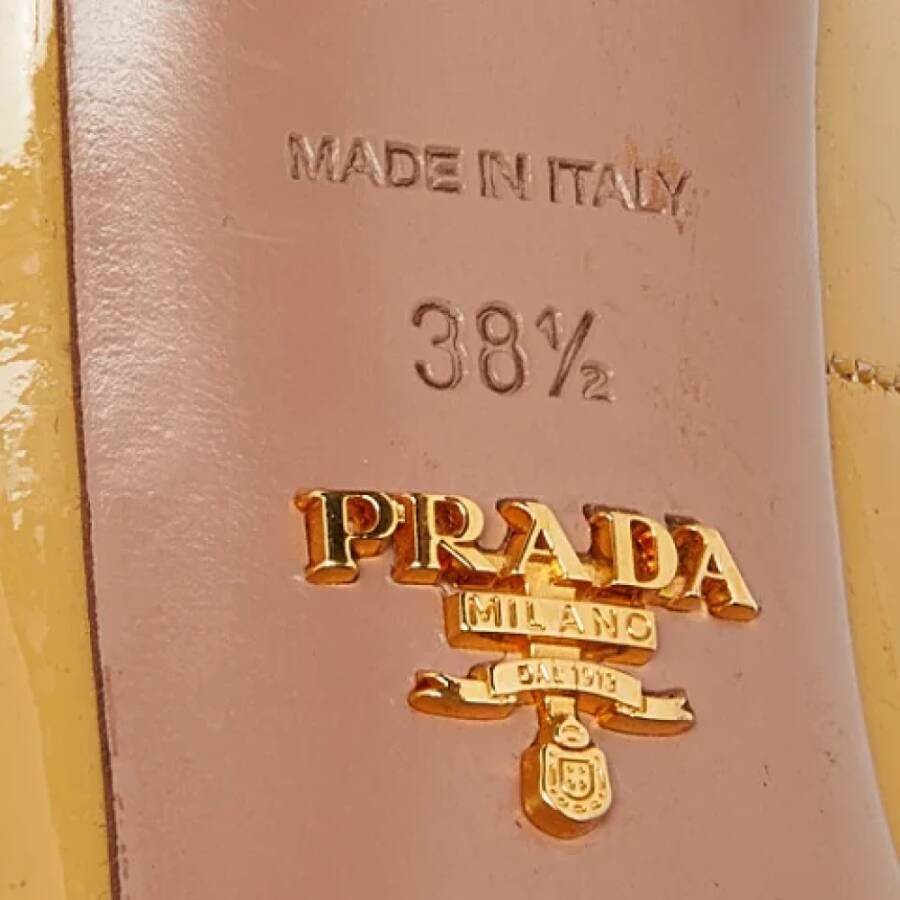 MADE IN ITALY
38½
PRADA
MILANO
DAL 1913